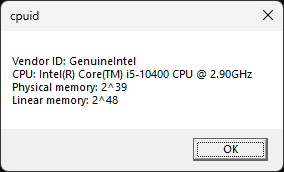 cpuid
Vendor ID: GenuineIntel
CPU: Intel(R) Core(TM) i5-10400 CPU @ 2.90GHz
Physical memory: 2^39
Linear memory: 2^48
OK